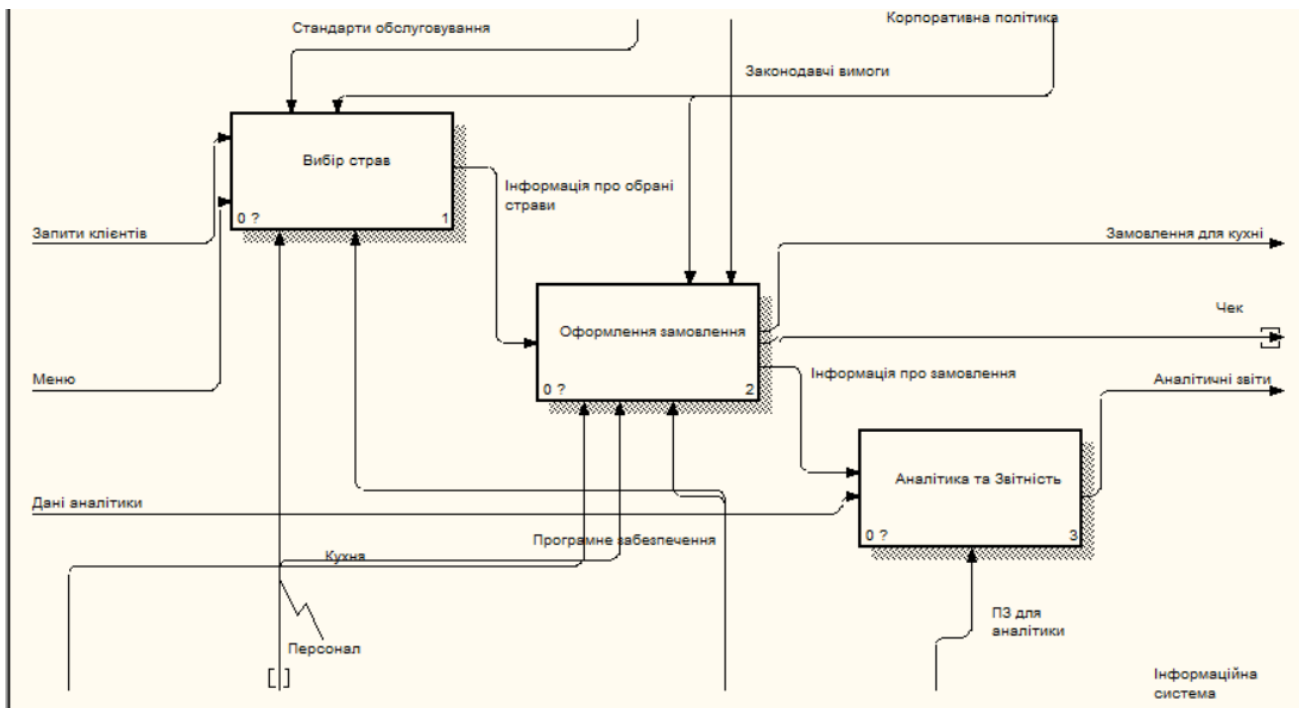 Корпоративна політика
Стандарти обслуговування
Законодавчі вимоги
Вибір страв
0 ?
1
Інформація про обрані
страви
Запити клієнтів
Замовлення для кухні
Чек
Оформлення замовлення
0 ?
2
Меню
Інформація про замовлення
Аналітичні звіти
Аналітика та Звітність
0 ?
3
Дані аналітики
Програмне забезпечення
Кухня
ПЗ для
аналітики
Персонал
Інформаційна
система